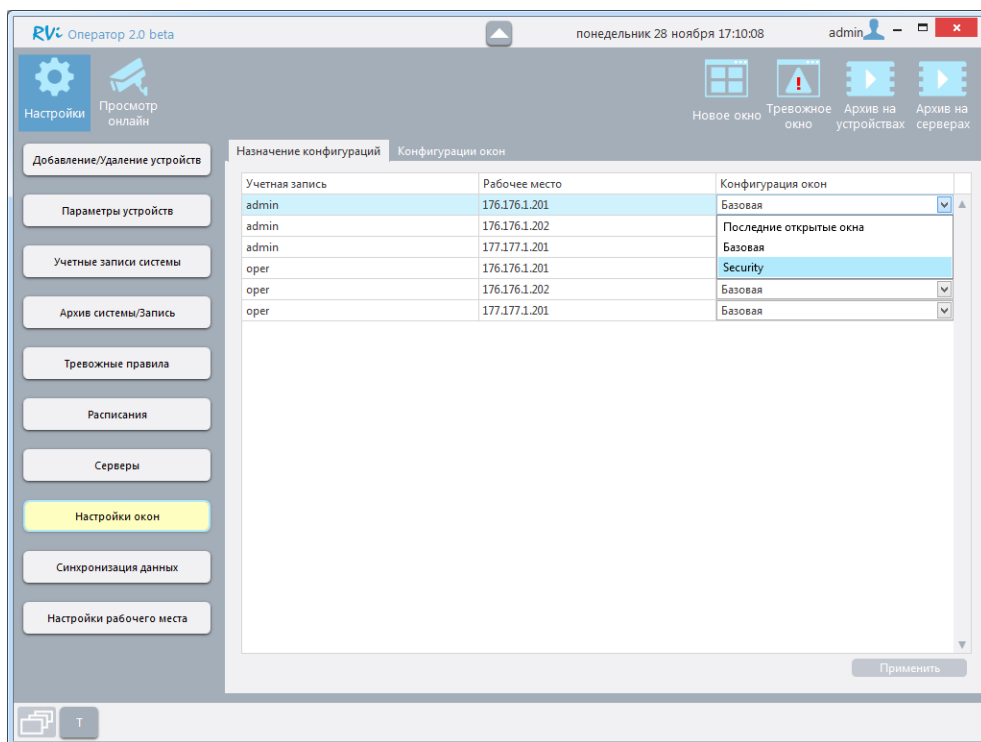 RVi Оператор 2.0 beta
понедельник 28 ноября 17:10:08
admin
Настройки
Просмотр
онлайн
Новое окно
Тревожное
окно
Архив на
устройствах
Архив на
серверах
Добавление/Удаление устройств
Параметры устройств
Учетные записи системы
Архив системы/Запись
Тревожные правила
Расписания
Серверы
Настройки окон
Синхронизация данных
Настройки рабочего места
Назначение конфигураций Конфигурации окон
Учетная запись Рабочее место Конфигурация окон
admin 176.176.1.201 Базовая
admin 176.176.1.202
admin 177.177.1.201
oper 176.176.1.201
oper 176.176.1.202 Базовая
oper 177.177.1.201 Базовая
Последние открытые окна
Базовая
Security
Применить
Т